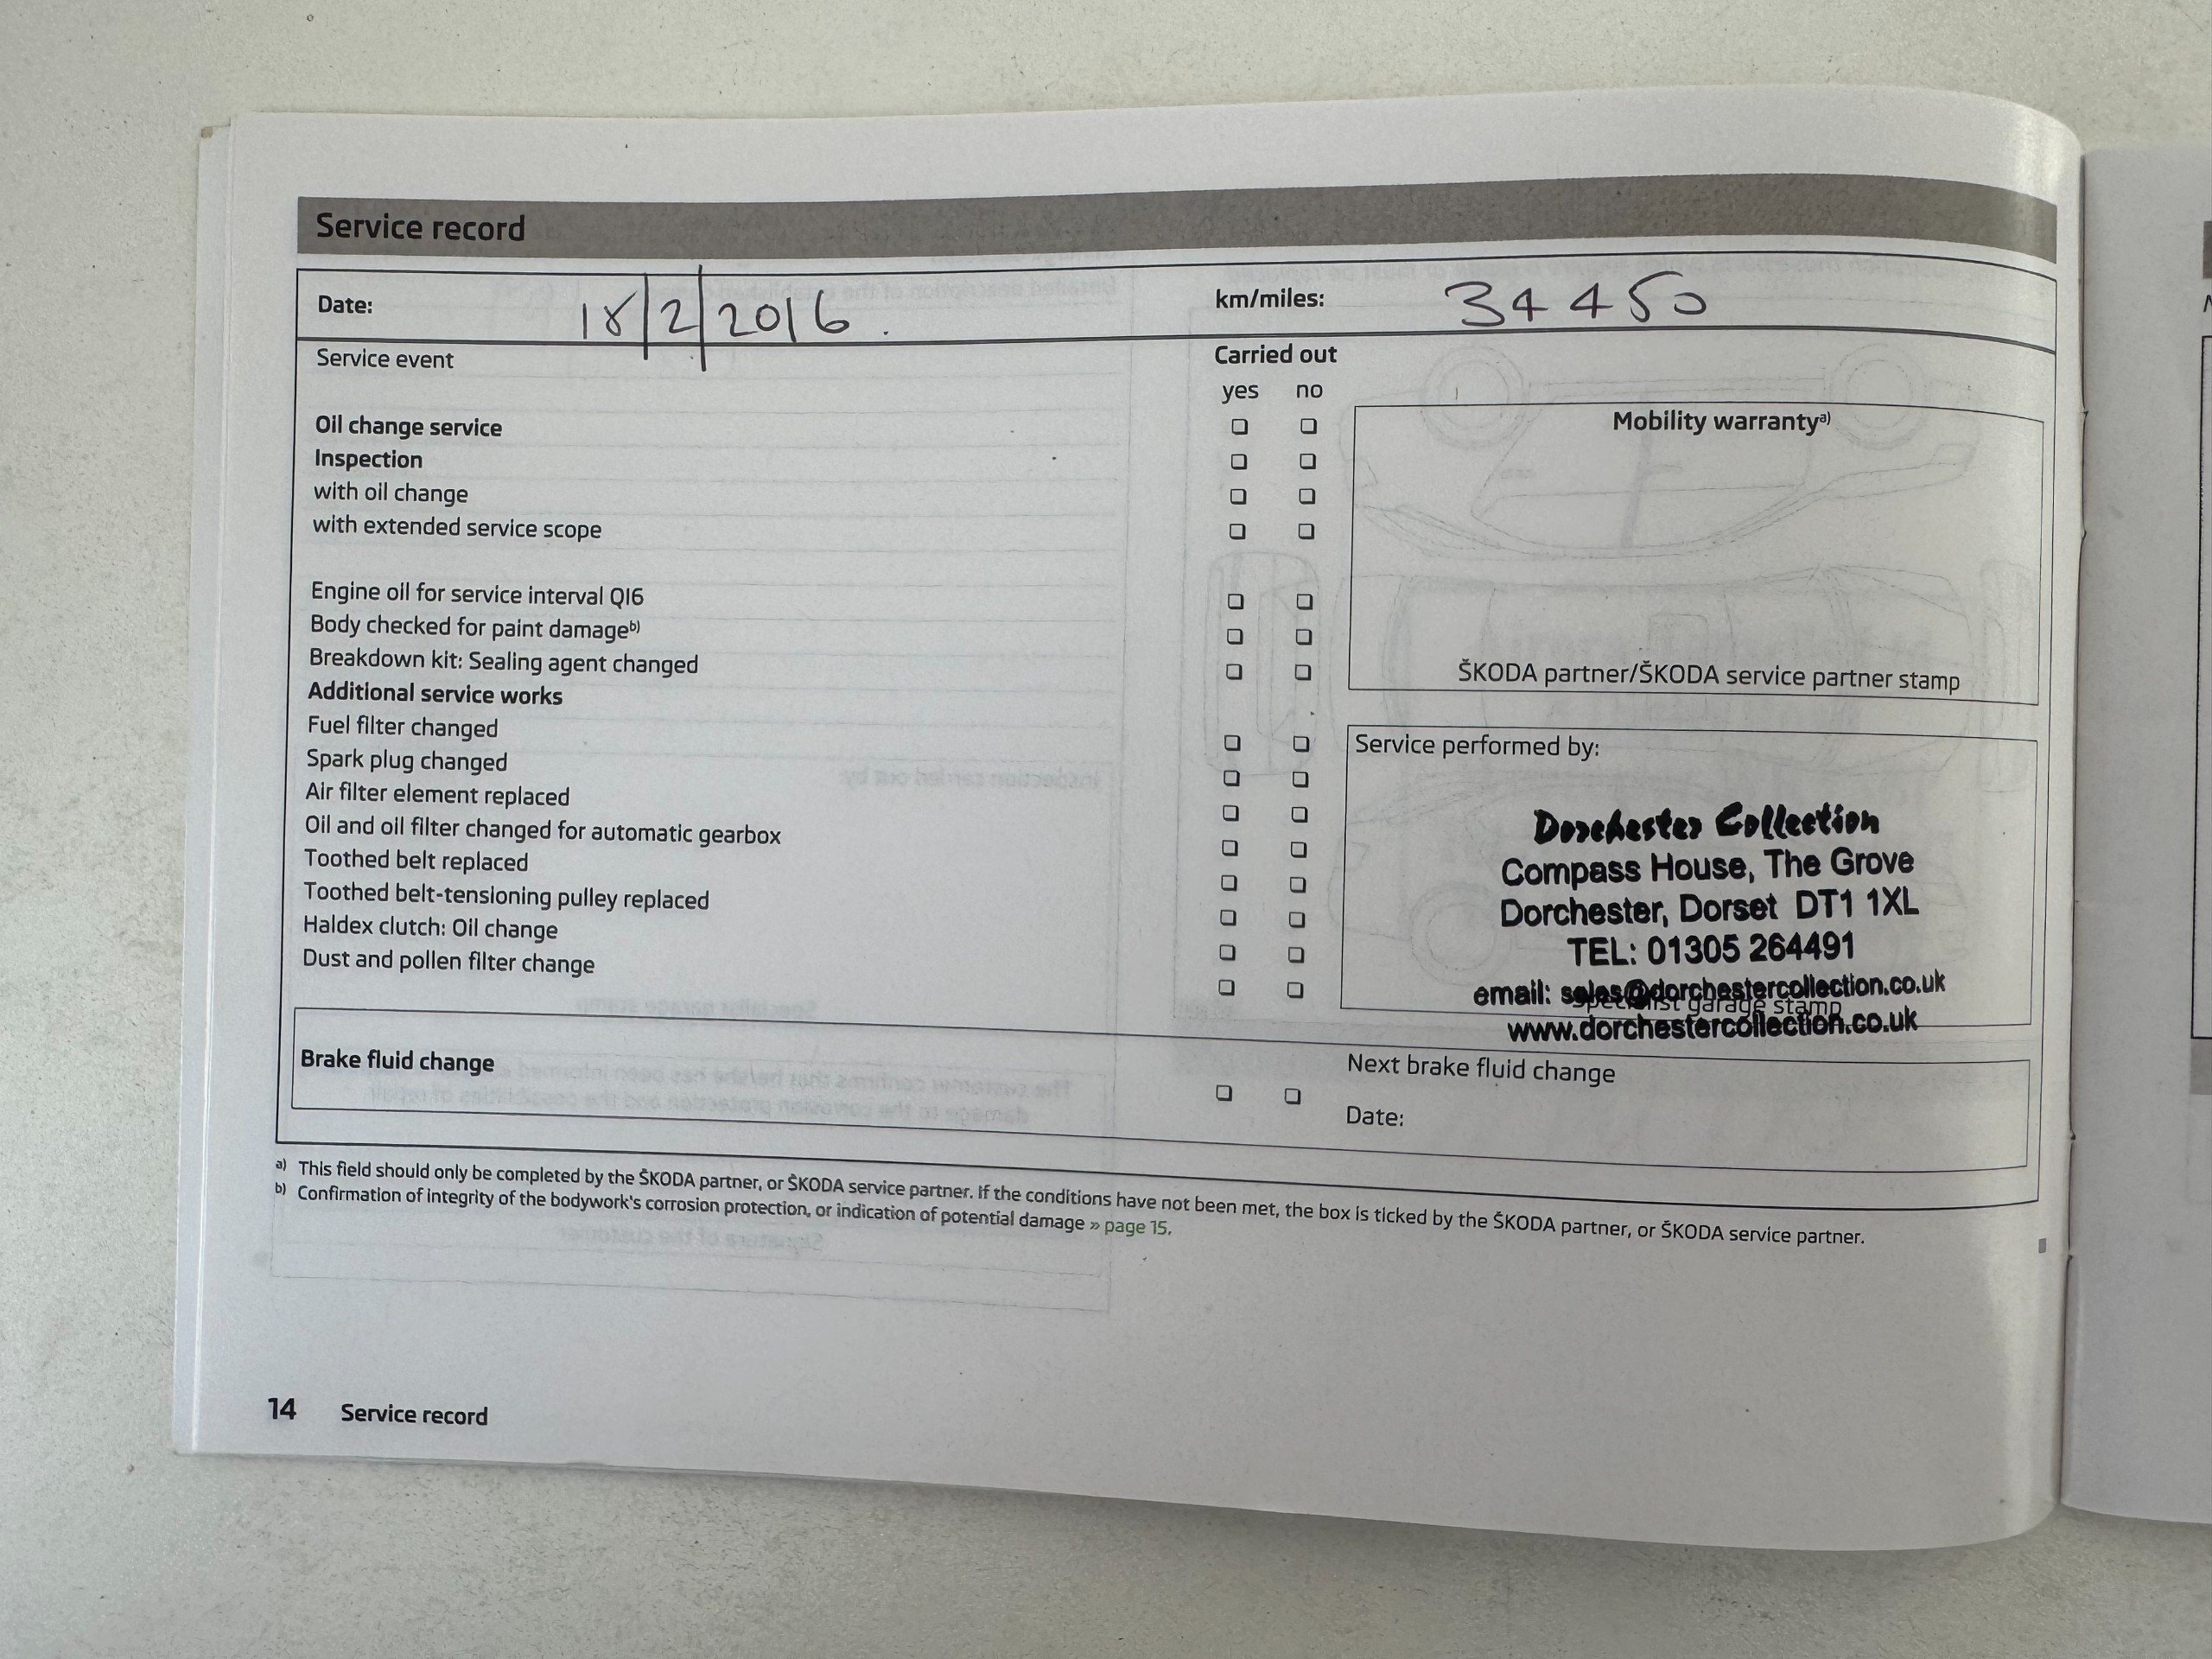 Service record
Date: 18/2/2016.
km/miles: 34450
Service event
Carried out
yes no
Oil change service
Inspection
with oil change
with extended service scope
Engine oil for service interval QI6
Body checked for paint damageb)
Breakdown kit: Sealing agent changed
Additional service works
Fuel filter changed
Spark plug changed
Air filter element replaced
Oil and oil filter changed for automatic gearbox
Toothed belt replaced
Toothed belt-tensioning pulley replaced
Haldex clutch: Oil change
Dust and pollen filter change
Mobility warrantya)
ŠKODA partner/ŠKODA service partner stamp
Service performed by:
Dorchester Collection
Compass House, The Grove
Dorchester, Dorset DT1 1XL
TEL: 01305 264491
email: sales@dorchestercollection.co.uk
Specialist garage stamp
www.dorchestercollection.co.uk
Brake fluid change
Next brake fluid change
Date:
a) This field should only be completed by the ŠKODA partner, or ŠKODA service partner. If the conditions have not been met, the box is ticked by the ŠKODA partner, or ŠKODA service partner.
b) Confirmation of integrity of the bodywork's corrosion protection, or indication of potential damage » page 15.
14 Service record